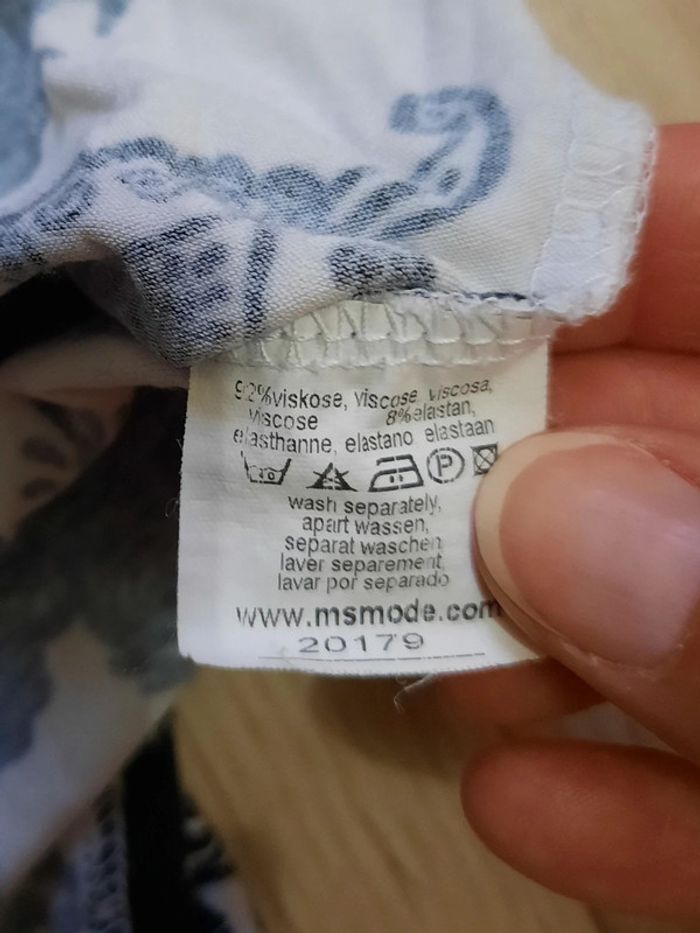 92%viskose, viscose, viscosa,
viscose 8%elastan,
elasthanne, elastano elastaan
30
P
wash separately,
apart wassen,
separat waschen
laver separement,
lavar por separado
www.msmode.com
20179